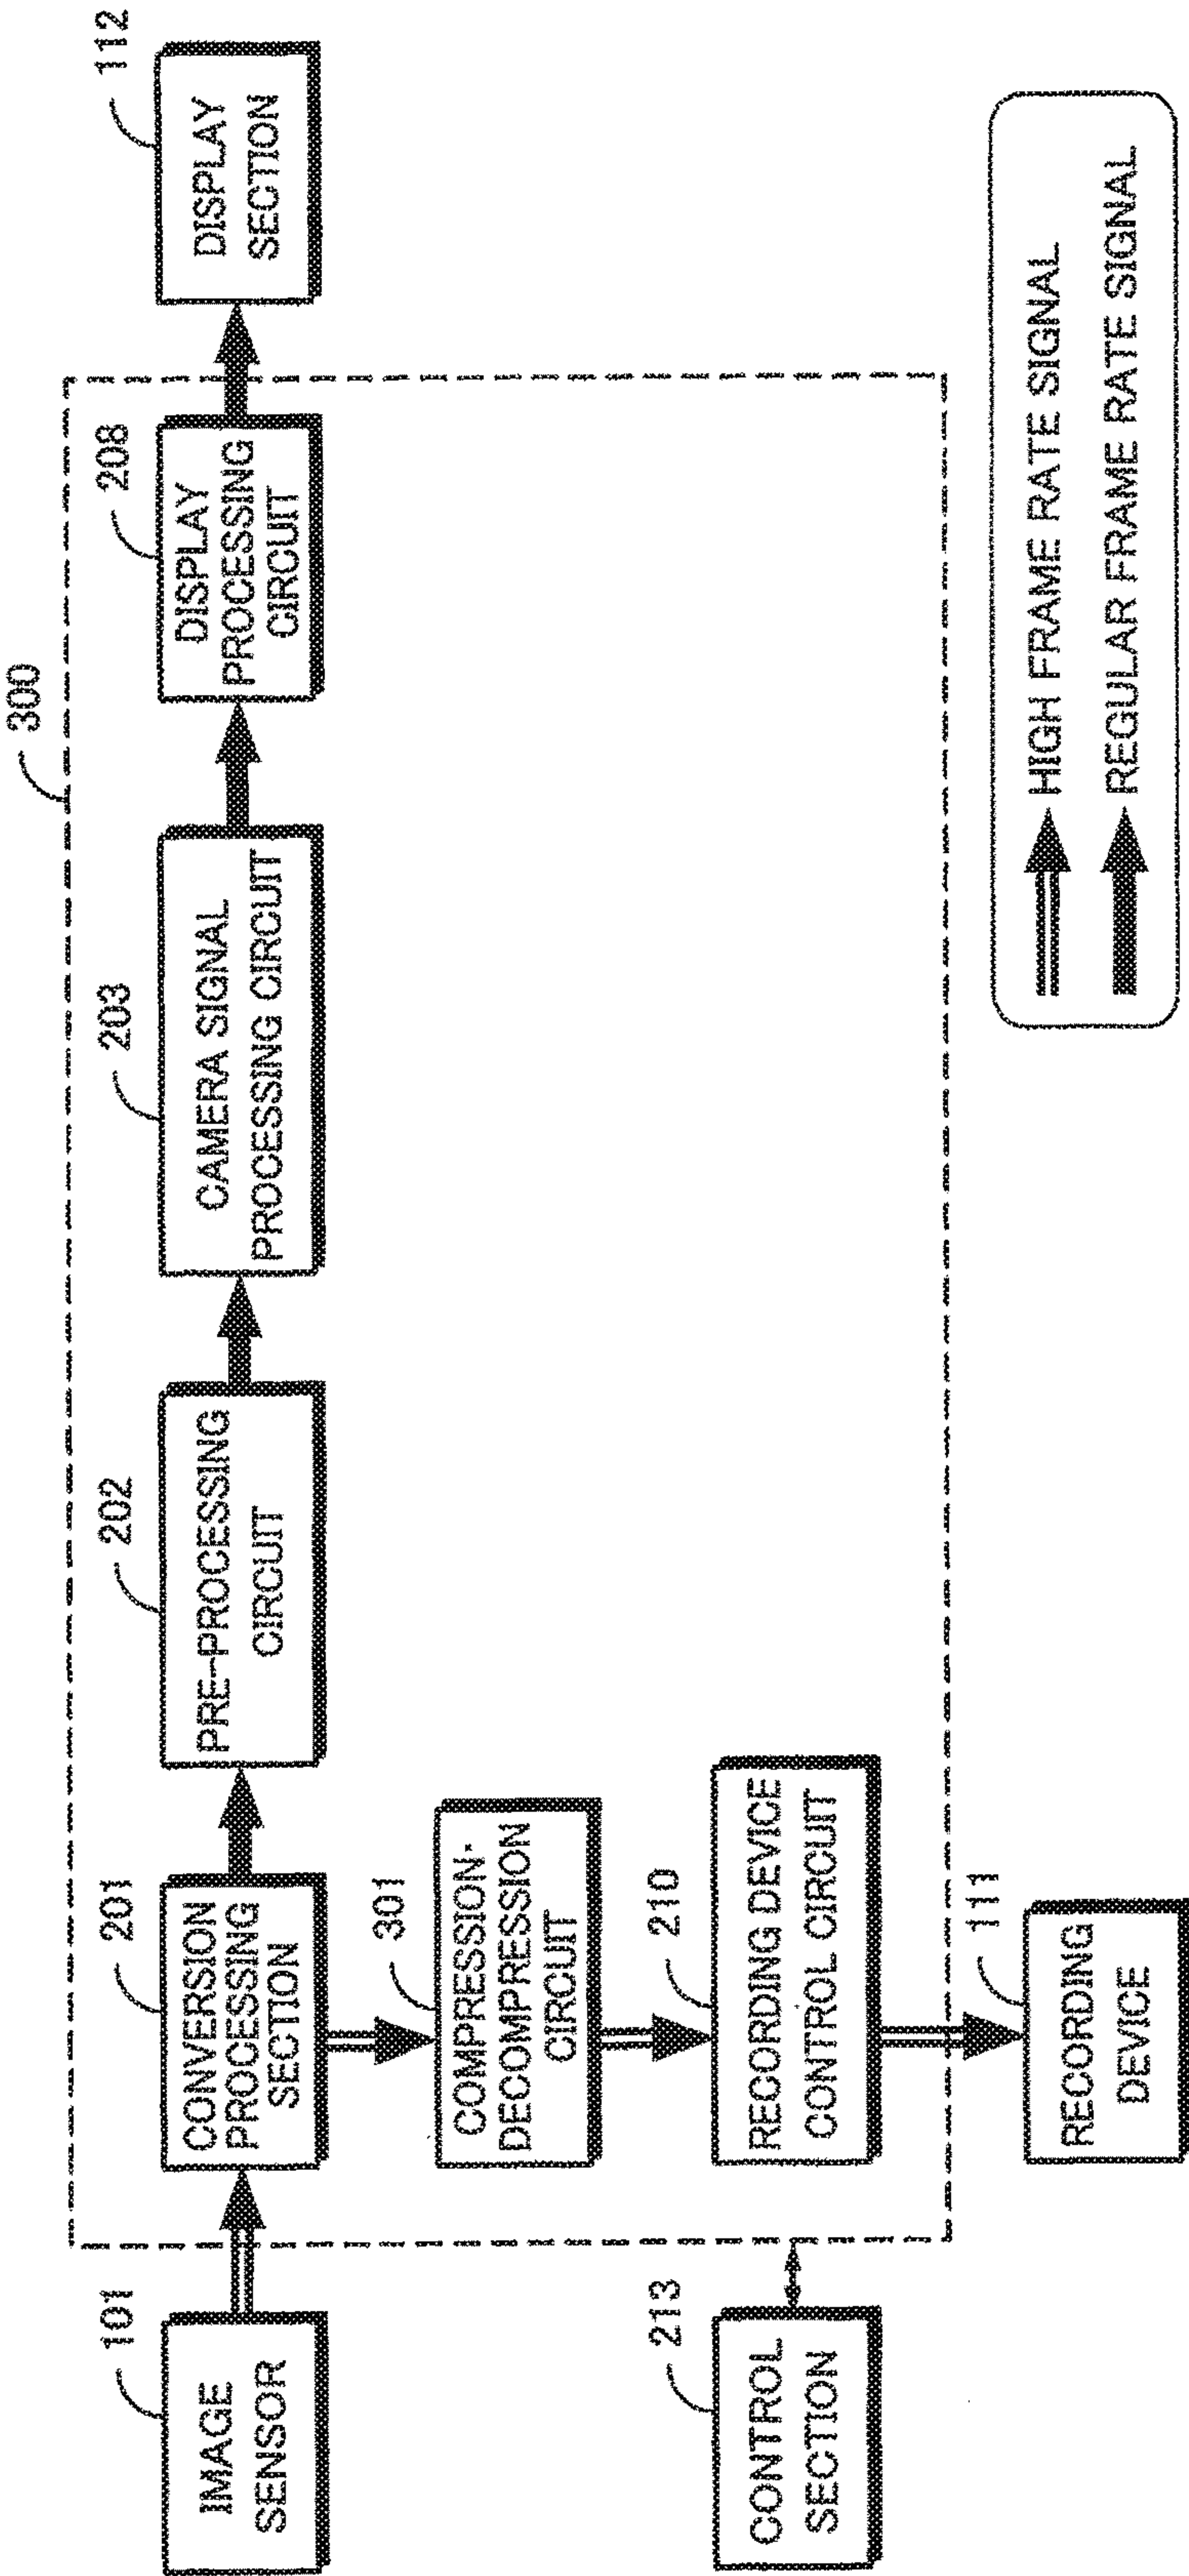 300
101
IMAGE
SENSOR
201
CONVERSION
PROCESSING
SECTION
202
PRE-PROCESSING
CIRCUIT
203
CAMERA SIGNAL
PROCESSING CIRCUIT
208
DISPLAY
PROCESSING
CIRCUIT
112
DISPLAY
SECTION
301
COMPRESSION-
DECOMPRESSION
CIRCUIT
213
CONTROL
SECTION
210
RECORDING DEVICE
CONTROL CIRCUIT
111
RECORDING
DEVICE
HIGH FRAME RATE SIGNAL
REGULAR FRAME RATE SIGNAL